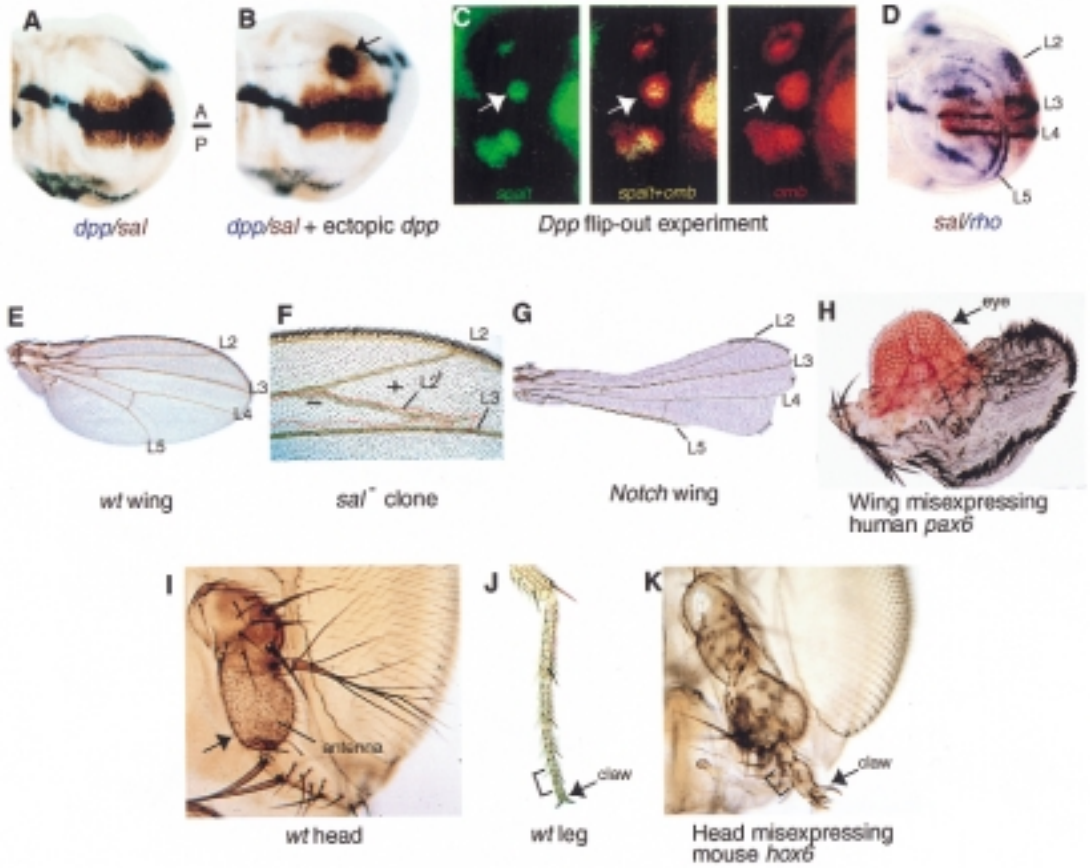 A
B
C
D
A
P
L2
L3
L4
L5
spalt
spalt+omb
omb
dpp/sal
dpp/sal + ectopic dpp
Dpp flip-out experiment
sal/rho
E
F
G
H
L2
L3
L4
L5
+
–
L2'
L2
L3
L2
L3
L4
L5
eye
wt wing
sal⁻ clone
Notch wing
Wing misexpressing
human pax6
I
J
K
antenna
claw
claw
wt head
wt leg
Head misexpressing
mouse hox6